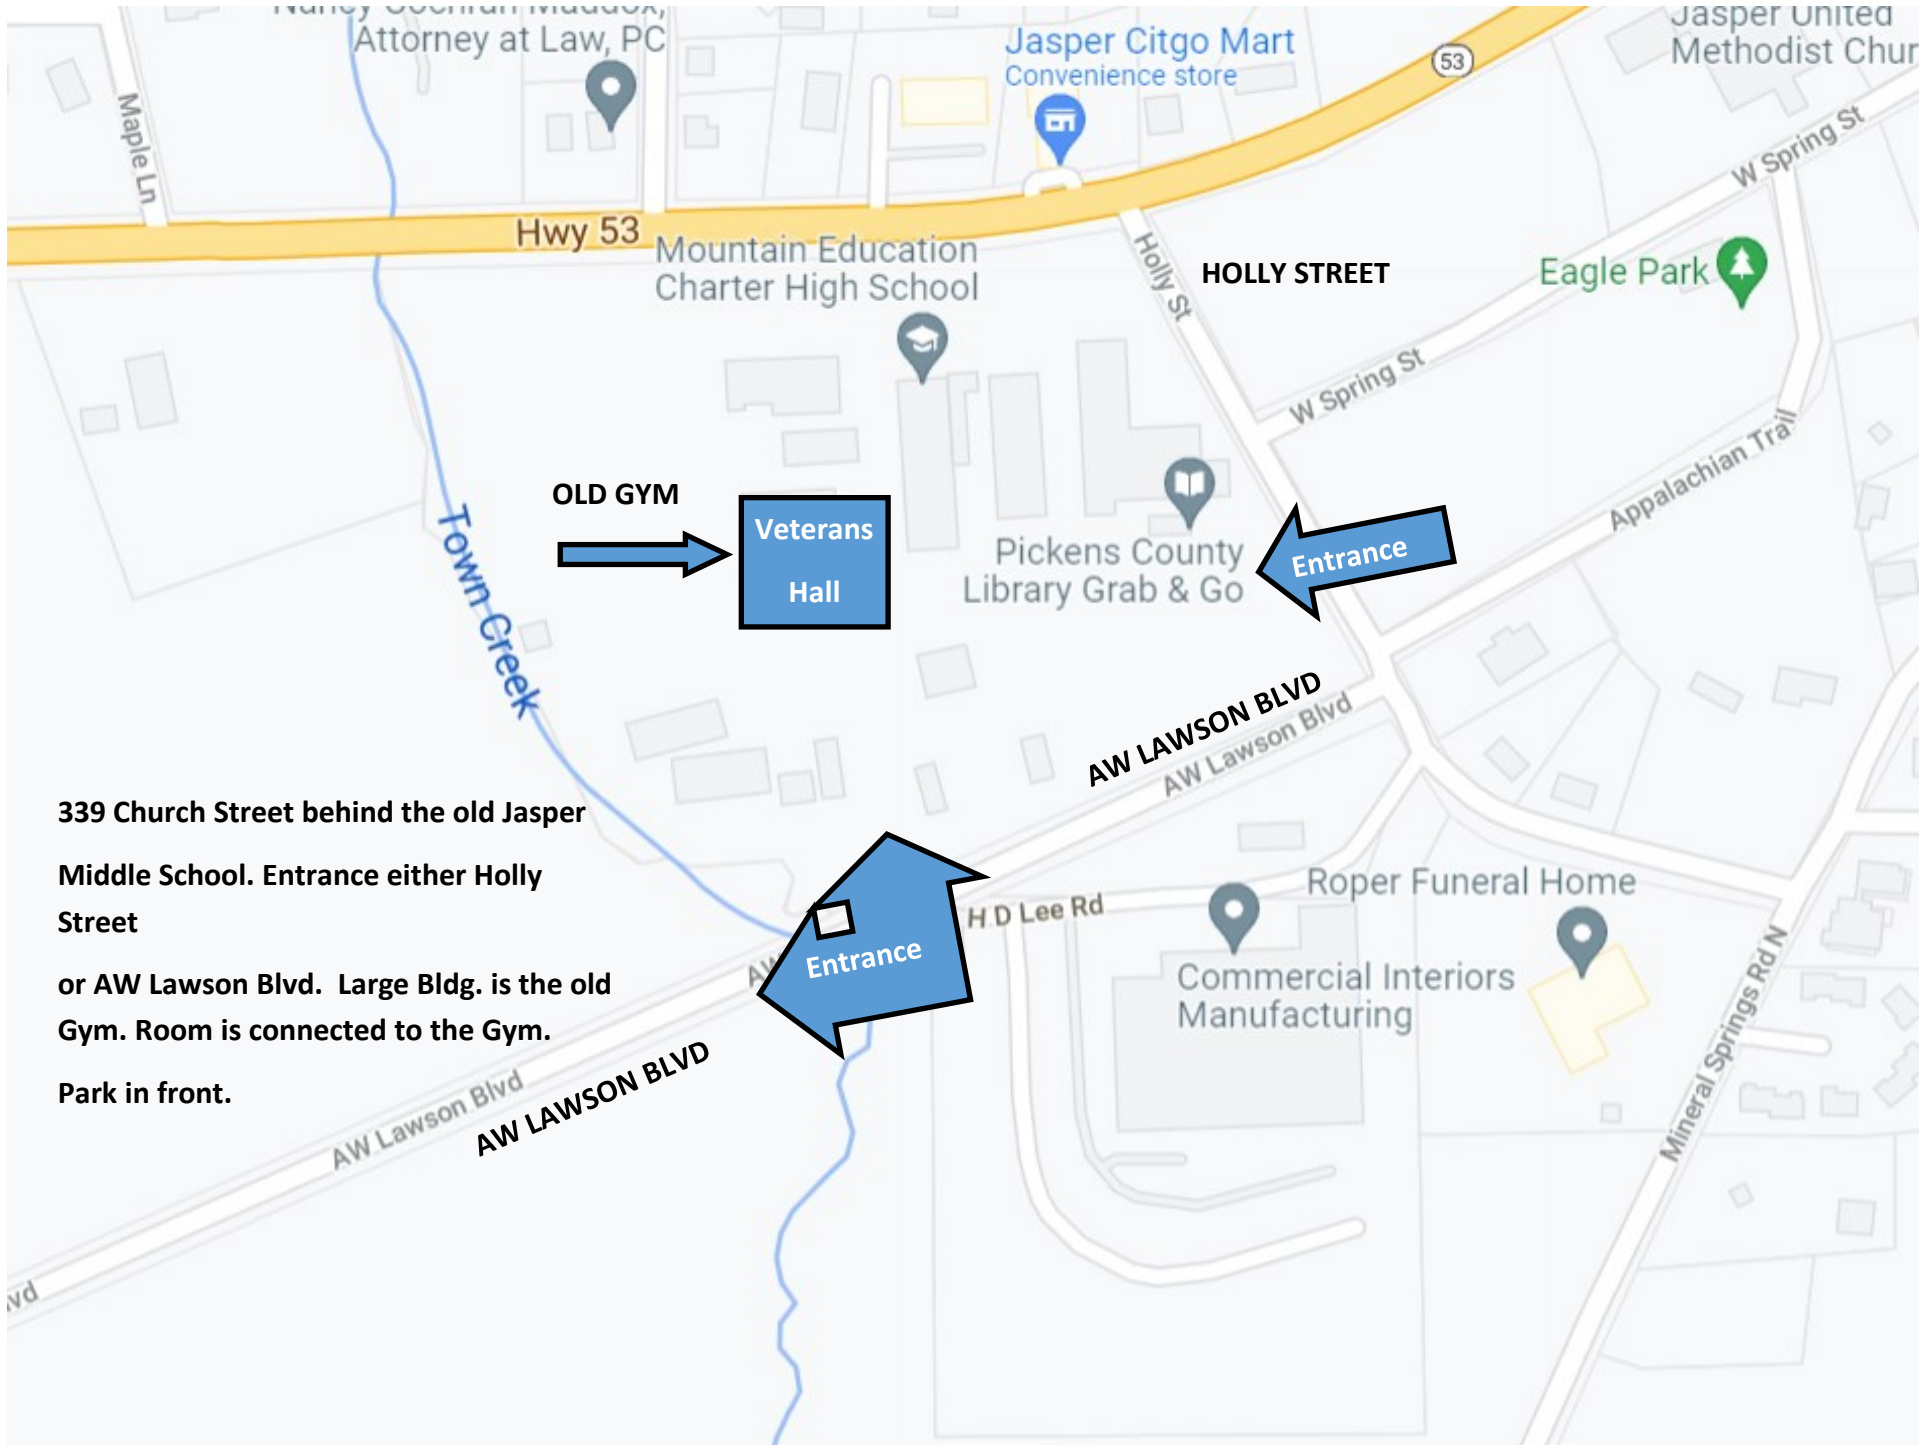 Nancy Cochran Maddox,
Attorney at Law, PC
Jasper Citgo Mart
Convenience store
53
Jasper United
Methodist Chur
Maple Ln
W Spring St
Hwy 53
Mountain Education
Charter High School
Holly St
HOLLY STREET
Eagle Park
W Spring St
Appalachian Trail
OLD GYM
Veterans
Hall
Town Creek
Pickens County
Library Grab & Go
Entrance
AW LAWSON BLVD
AW Lawson Blvd
339 Church Street behind the old Jasper
Middle School. Entrance either Holly
Street
or AW Lawson Blvd.  Large Bldg. is the old
Gym. Room is connected to the Gym.
Park in front.
H D Lee Rd
Roper Funeral Home
AW
Entrance
Commercial Interiors
Manufacturing
Mineral Springs Rd N
AW LAWSON BLVD
AW Lawson Blvd
vd